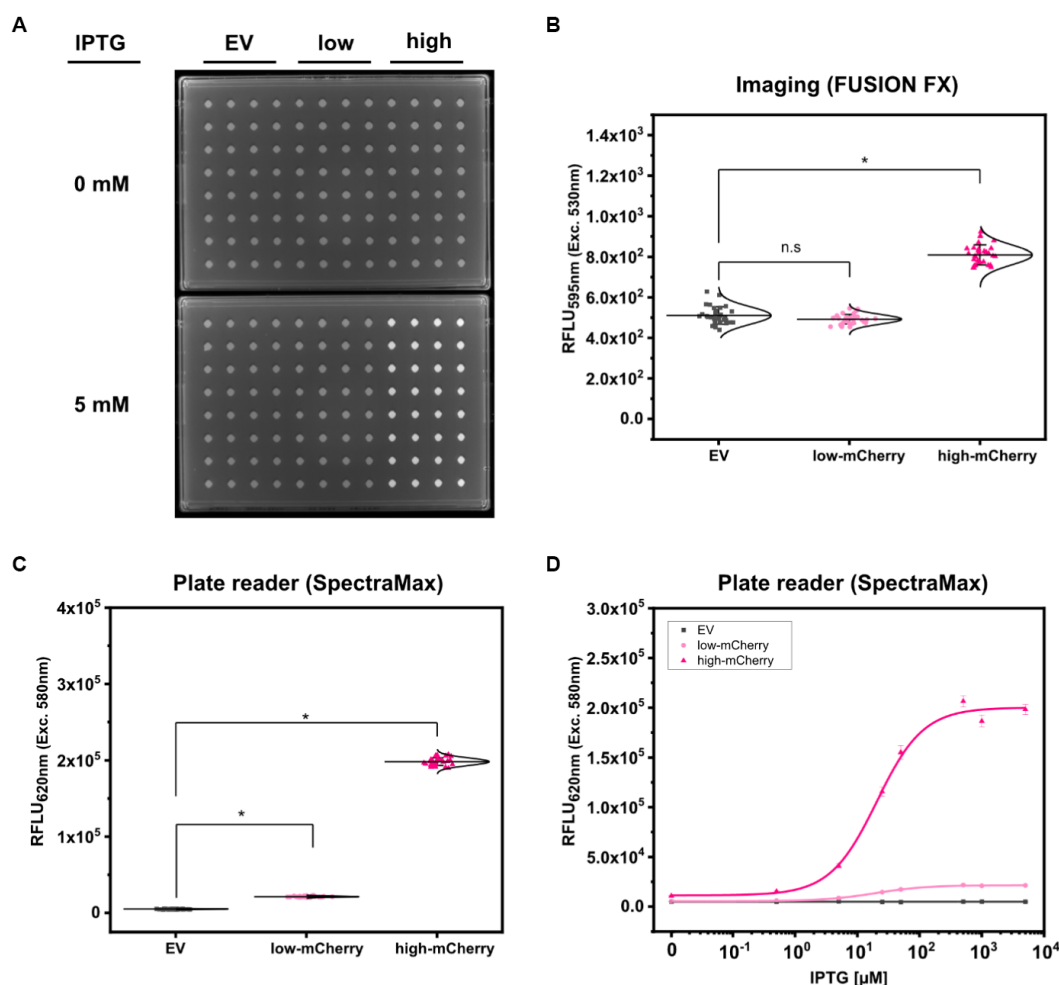 A
IPTG EV low high
0 mM
5 mM
B
Imaging (FUSION FX)
RFLU595nm (Exc. 530nm)
1.4x10³
1.2x10³
1.0x10³
8.0x10²
6.0x10²
4.0x10²
2.0x10²
0.0
*
n.s
EV low-mCherry high-mCherry
C
Plate reader (SpectraMax)
RFLU620nm (Exc. 580nm)
4x10⁵
3x10⁵
2x10⁵
1x10⁵
0
*
*
EV low-mCherry high-mCherry
D
Plate reader (SpectraMax)
RFLU620nm (Exc. 580nm)
3.0x10⁵
2.5x10⁵
2.0x10⁵
1.5x10⁵
1.0x10⁵
5.0x10⁴
0.0
EV
low-mCherry
high-mCherry
0 10⁻¹ 10⁰ 10¹ 10² 10³ 10⁴
IPTG [µM]